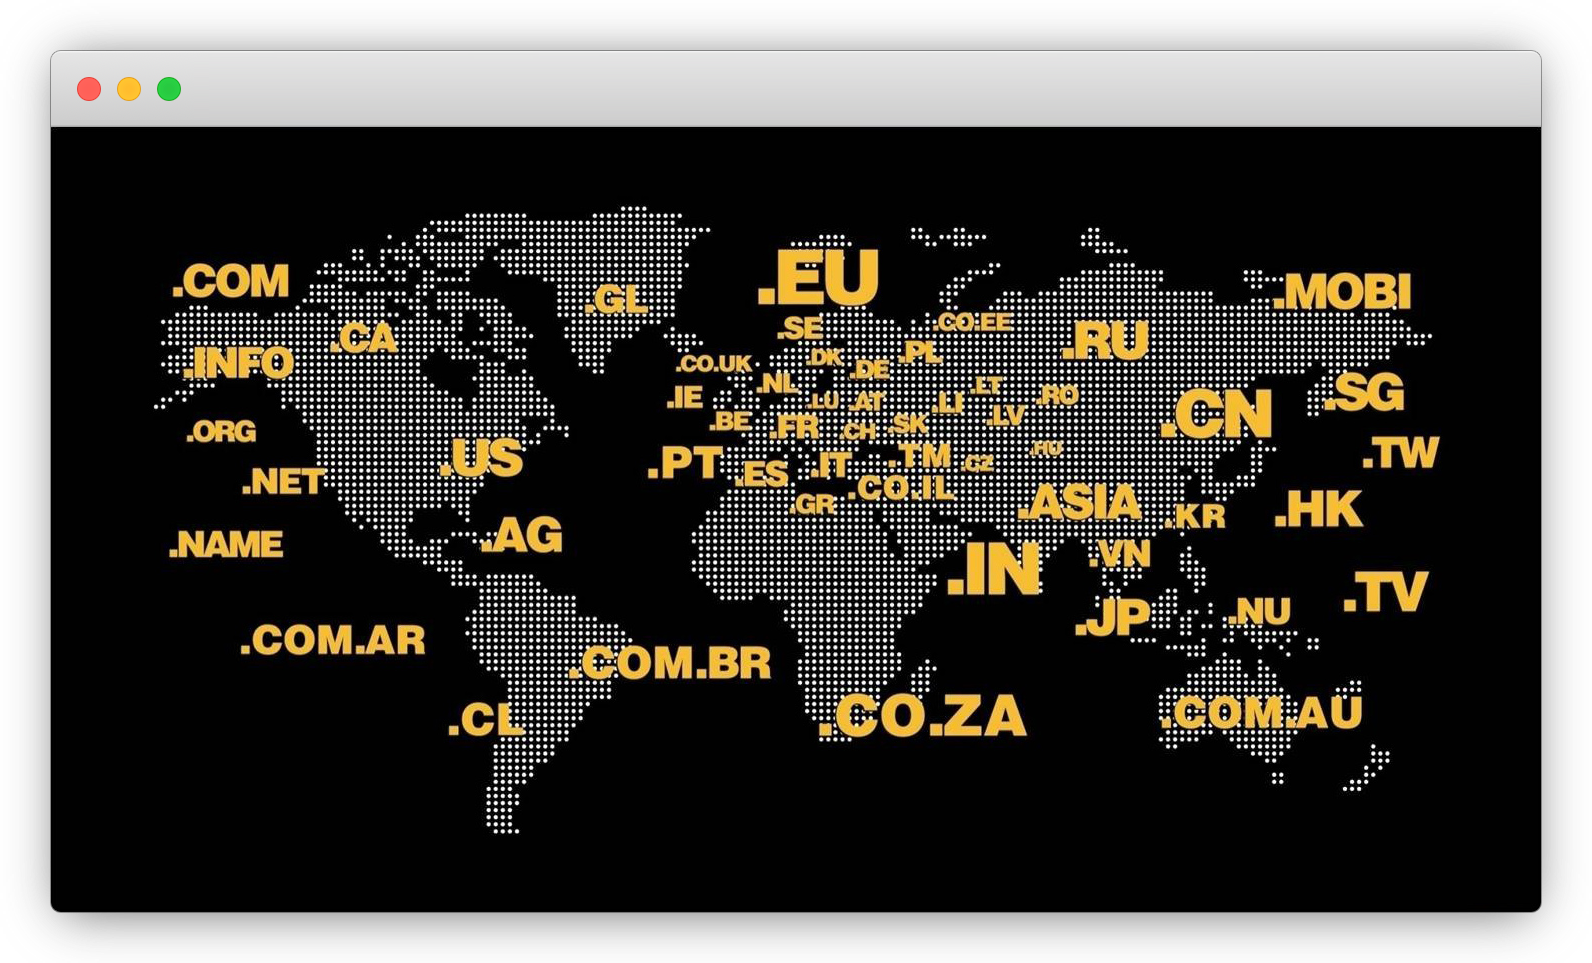 .EU
.COM
.MOBI
.GL
.CO.EE
.SE
.CA
.RU
.DK
.PL
.INFO
.CO.UK
.DE
.NL
.LT
.IE
.RO
.SG
.LU
.AT
.LI
.CN
.ORG
.BE
.FR
.CH
.SK
.LV
.US
.PT
.IT
.TM
.CZ
.HU
.TW
.NET
.ES
.CO.IL
.GR
.ASIA
.KR
.HK
.NAME
.AG
.IN
.VN
.TV
.JP
.NU
.COM.AR
.COM.BR
.CL
.CO.ZA
.COM.AU